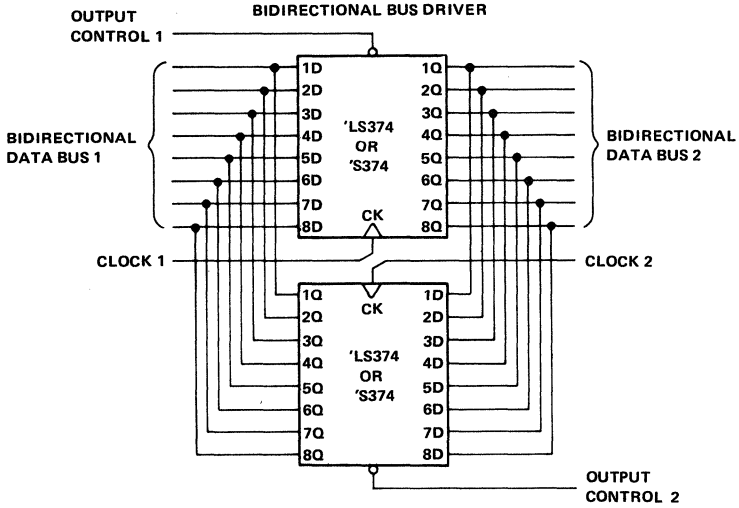 BIDIRECTIONAL BUS DRIVER
OUTPUT
CONTROL 1
1D
2D
3D
4D
5D
6D
7D
8D
'LS374
OR
'S374
CK
1Q
2Q
3Q
4Q
5Q
6Q
7Q
8Q
BIDIRECTIONAL
DATA BUS 1
BIDIRECTIONAL
DATA BUS 2
CLOCK 1
CLOCK 2
1Q
2Q
3Q
4Q
5Q
6Q
7Q
8Q
CK
'LS374
OR
'S374
1D
2D
3D
4D
5D
6D
7D
8D
OUTPUT
CONTROL 2